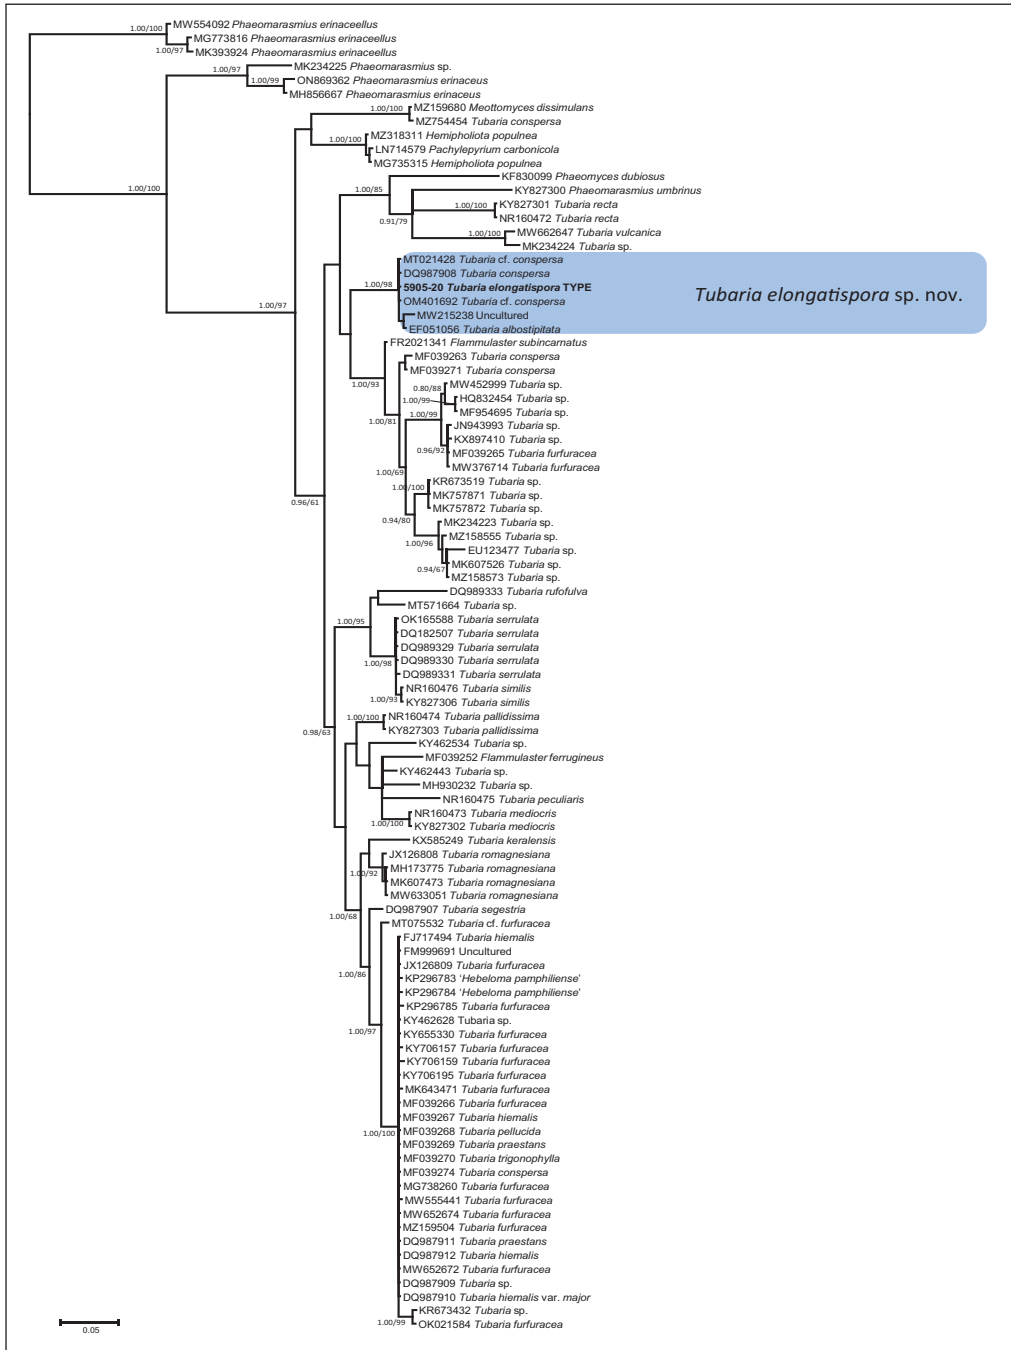 MW554092 Phaeomarasmius erinaceellus
1.00/100
MG773816 Phaeomarasmius erinaceellus
1.00/97
MK393924 Phaeomarasmius erinaceellus
MK234225 Phaeomarasmius sp.
1.00/97
1.00/99
ON869362 Phaeomarasmius erinaceus
MH856667 Phaeomarasmius erinaceus
1.00/100
MZ159680 Meottomyces dissimulans
MZ754454 Tubaria conspersa
MZ318311 Hemipholiota populnea
1.00/100
LN714579 Pachylepyrium carbonicola
MG735315 Hemipholiota populnea
KF830099 Phaeomyces dubiosus
1.00/100
1.00/85
KY827300 Phaeomarasmius umbrinus
1.00/100
KY827301 Tubaria recta
0.91/79
NR160472 Tubaria recta
1.00/100
MW662647 Tubaria vulcanica
MK234224 Tubaria sp.
MT021428 Tubaria cf. conspersa
DQ987908 Tubaria conspersa
1.00/98
5905-20 Tubaria elongatispora TYPE
Tubaria elongatispora sp. nov.
OM401692 Tubaria cf. conspersa
1.00/97
MW215238 Uncultured
EF051056 Tubaria albostipitata
FR2021341 Flammulaster subincarnatus
MF039263 Tubaria conspersa
MF039271 Tubaria conspersa
1.00/93
0.80/88
MW452999 Tubaria sp.
1.00/99
HQ832454 Tubaria sp.
MF954695 Tubaria sp.
1.00/99
1.00/81
JN943993 Tubaria sp.
KX897410 Tubaria sp.
0.96/92
MF039265 Tubaria furfuracea
MW376714 Tubaria furfuracea
1.00/69
KR673519 Tubaria sp.
1.00/100
MK757871 Tubaria sp.
0.96/61
MK757872 Tubaria sp.
0.94/80
MK234223 Tubaria sp.
MZ158555 Tubaria sp.
1.00/96
EU123477 Tubaria sp.
MK607526 Tubaria sp.
0.94/67
MZ158573 Tubaria sp.
DQ989333 Tubaria rufofulva
MT571664 Tubaria sp.
1.00/95
OK165588 Tubaria serrulata
DQ182507 Tubaria serrulata
DQ989329 Tubaria serrulata
1.00/98
DQ989330 Tubaria serrulata
DQ989331 Tubaria serrulata
NR160476 Tubaria similis
1.00/93
KY827306 Tubaria similis
1.00/100
NR160474 Tubaria pallidissima
0.98/63
KY827303 Tubaria pallidissima
KY462534 Tubaria sp.
MF039252 Flammulaster ferrugineus
KY462443 Tubaria sp.
MH930232 Tubaria sp.
NR160475 Tubaria peculiaris
NR160473 Tubaria mediocris
1.00/100
KY827302 Tubaria mediocris
KX585249 Tubaria keralensis
JX126808 Tubaria romagnesiana
MH173775 Tubaria romagnesiana
1.00/92
MK607473 Tubaria romagnesiana
MW633051 Tubaria romagnesiana
DQ987907 Tubaria segestria
1.00/68
MT075532 Tubaria cf. furfuracea
FJ717494 Tubaria hiemalis
FM999691 Uncultured
JX126809 Tubaria furfuracea
1.00/86
KP296783 ‘Hebeloma pamphiliense’
KP296784 ‘Hebeloma pamphiliense’
KP296785 Tubaria furfuracea
KY462628 Tubaria sp.
1.00/97
KY655330 Tubaria furfuracea
KY706157 Tubaria furfuracea
KY706159 Tubaria furfuracea
KY706195 Tubaria furfuracea
MK643471 Tubaria furfuracea
MF039266 Tubaria furfuracea
MF039267 Tubaria hiemalis
1.00/100
MF039268 Tubaria pellucida
MF039269 Tubaria praestans
MF039270 Tubaria trigonophylla
MF039274 Tubaria conspersa
MG738260 Tubaria furfuracea
MW555441 Tubaria furfuracea
MW652674 Tubaria furfuracea
MZ159504 Tubaria furfuracea
DQ987911 Tubaria praestans
DQ987912 Tubaria hiemalis
MW652672 Tubaria furfuracea
DQ987909 Tubaria sp.
DQ987910 Tubaria hiemalis var. major
KR673432 Tubaria sp.
1.00/99
OK021584 Tubaria furfuracea
0.05